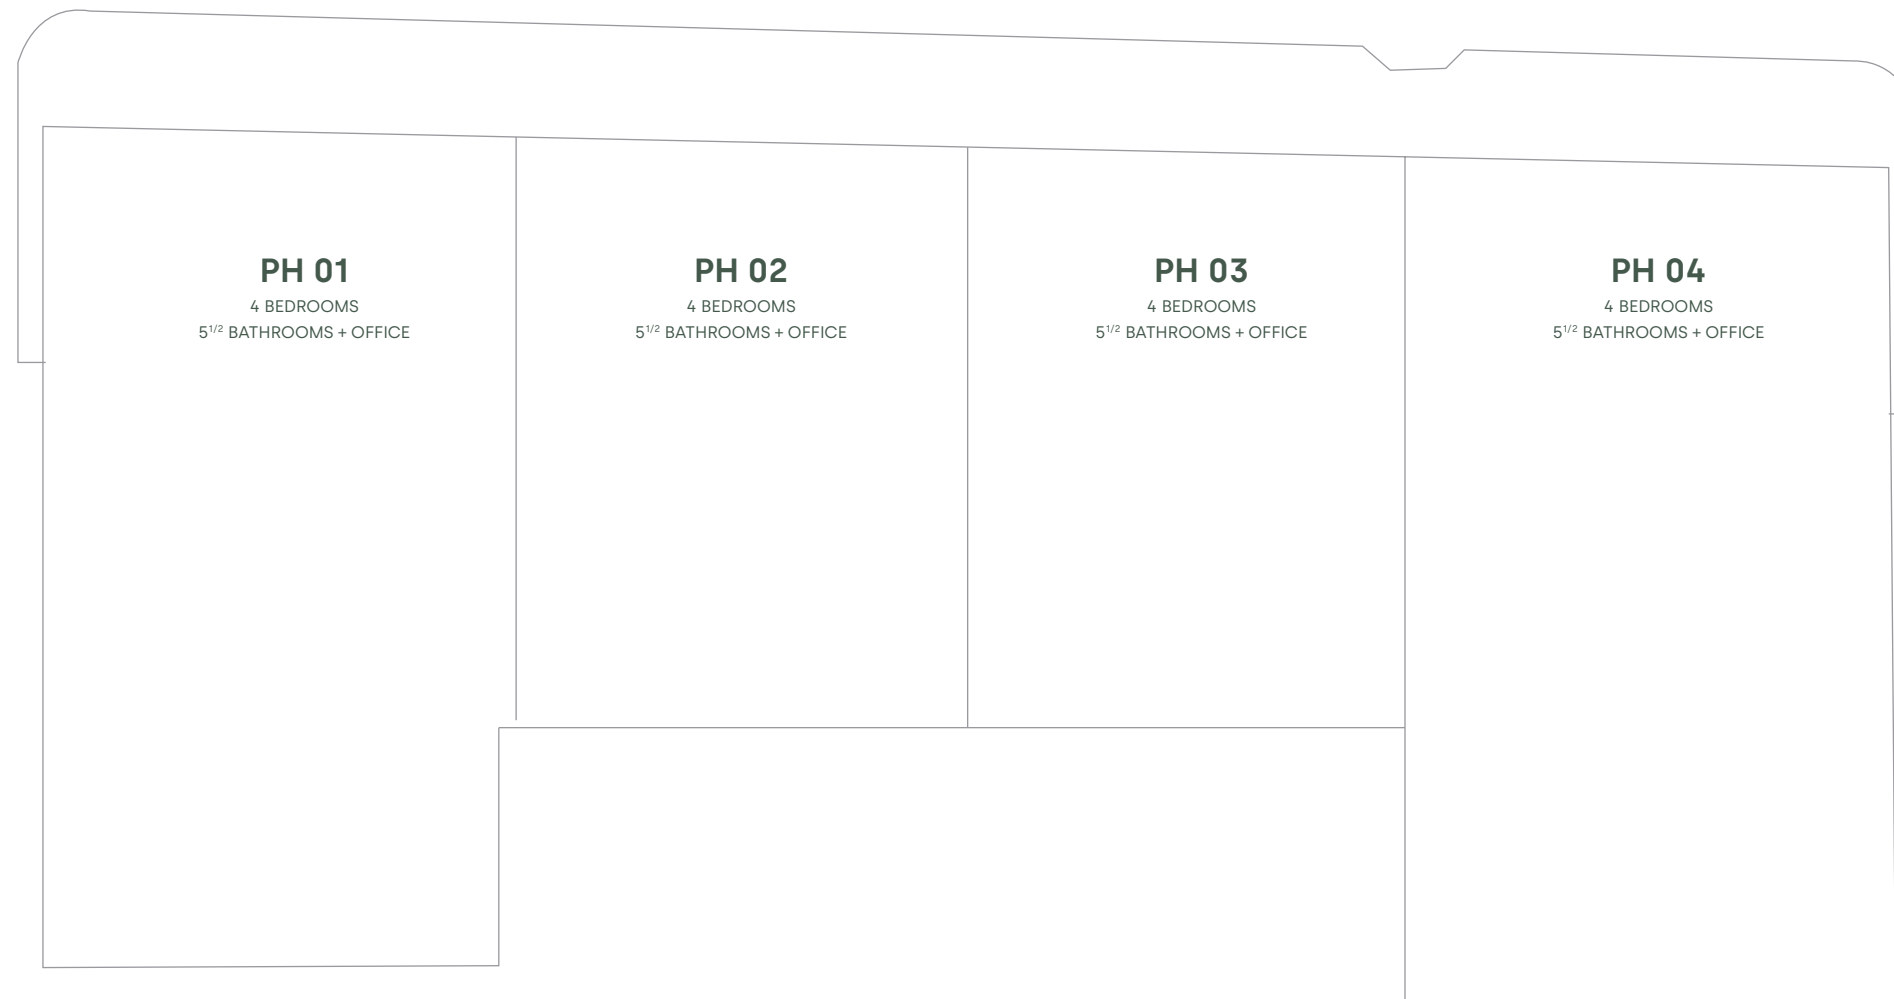 PH 01
4 BEDROOMS
5 1/2 BATHROOMS + OFFICE
PH 02
4 BEDROOMS
5 1/2 BATHROOMS + OFFICE
PH 03
4 BEDROOMS
5 1/2 BATHROOMS + OFFICE
PH 04
4 BEDROOMS
5 1/2 BATHROOMS + OFFICE